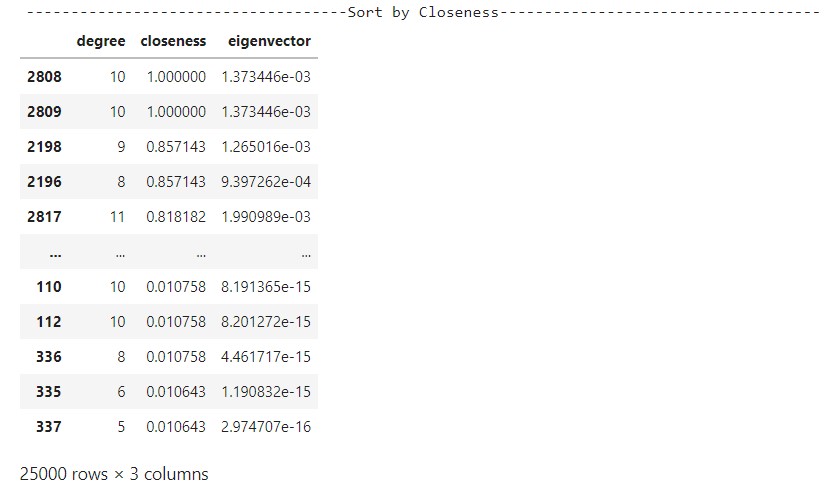 ------------------------------------Sort by Closeness------------------------------------
degree closeness eigenvector
2808 10 1.000000 1.373446e-03
2809 10 1.000000 1.373446e-03
2198 9 0.857143 1.265016e-03
2196 8 0.857143 9.397262e-04
2817 11 0.818182 1.990989e-03
... ... ... ...
110 10 0.010758 8.191365e-15
112 10 0.010758 8.201272e-15
336 8 0.010758 4.461717e-15
335 6 0.010643 1.190832e-15
337 5 0.010643 2.974707e-16
25000 rows × 3 columns